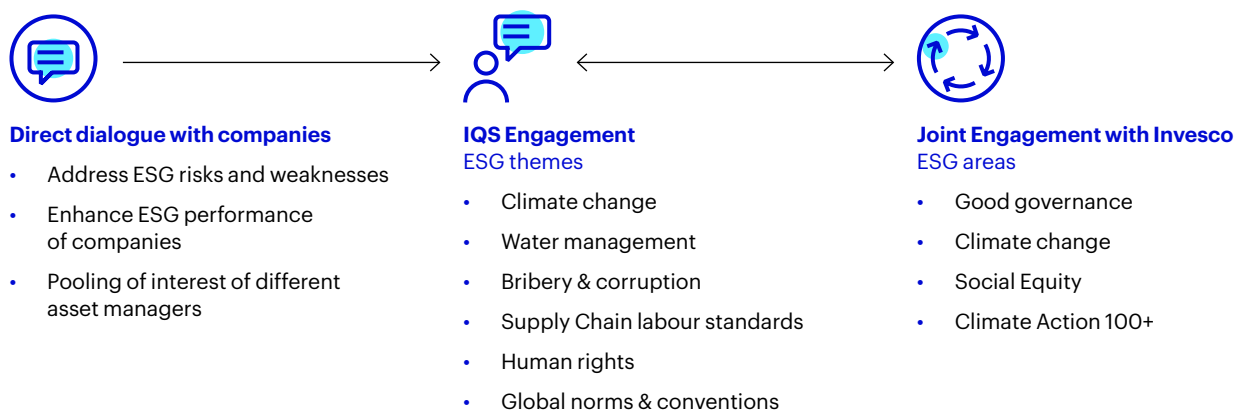 Direct dialogue with companies
• Address ESG risks and weaknesses
• Enhance ESG performance
of companies
• Pooling of interest of different
asset managers
IQS Engagement
ESG themes
• Climate change
• Water management
• Bribery & corruption
• Supply Chain labour standards
• Human rights
• Global norms & conventions
Joint Engagement with Invesco
ESG areas
• Good governance
• Climate change
• Social Equity
• Climate Action 100+